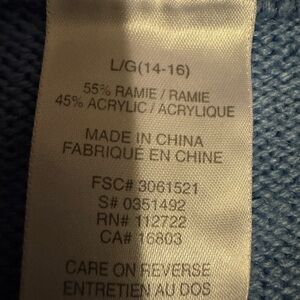 L/G(14-16)
55% RAMIE / RAMIE
45% ACRYLIC / ACRYLIQUE
MADE IN CHINA
FABRIQUÉ EN CHINE
FSC# 3061521
S# 0351492
RN# 112722
CA# 16803
CARE ON REVERSE
ENTRETIEN AU DOS